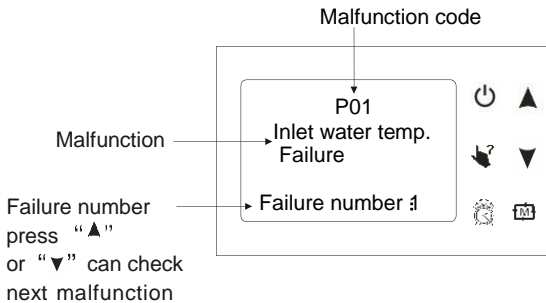 Malfunction code
P01
Inlet water temp.
Failure
Malfunction
Failure number :1
Failure number
press “▲”
or “▼” can check
next malfunction
M